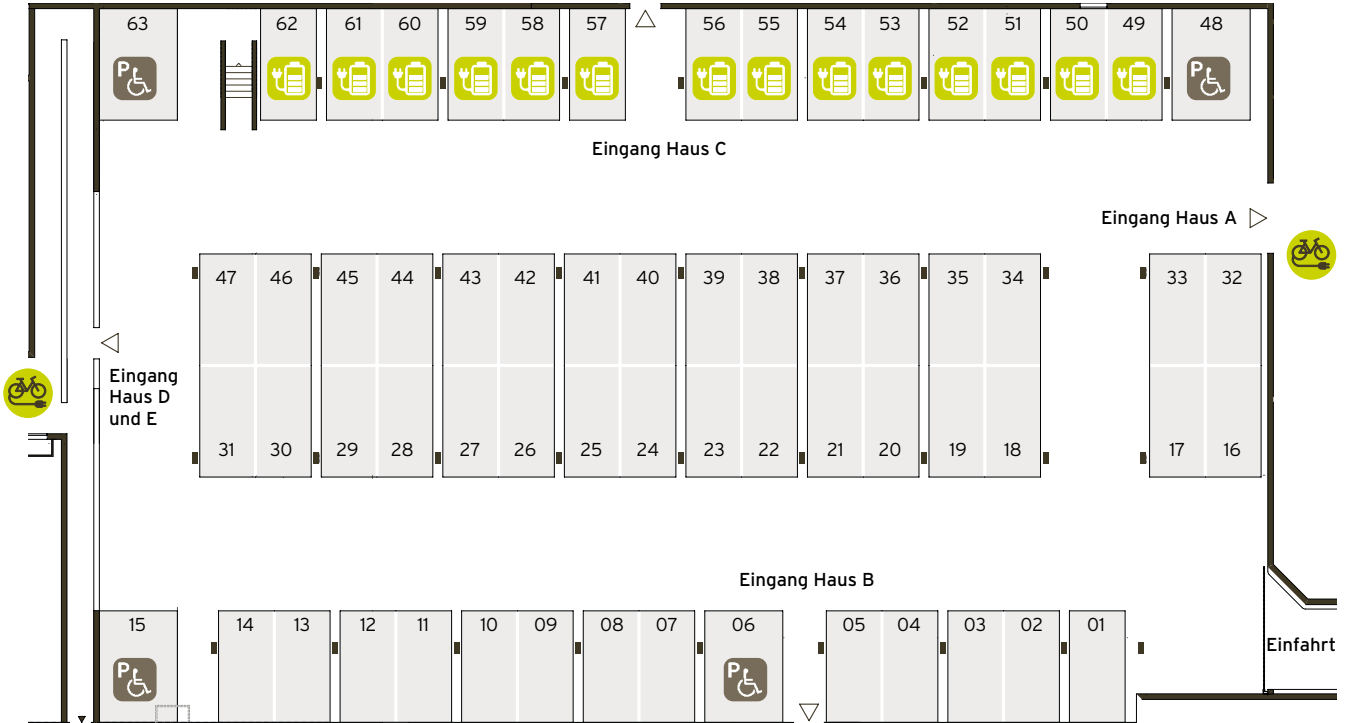 63 62 61 60 59 58 57 56 55 54 53 52 51 50 49 48
P P
Eingang Haus C
Eingang Haus A
47 46 45 44 43 42 41 40 39 38 37 36 35 34 33 32
Eingang
Haus D
und E
31 30 29 28 27 26 25 24 23 22 21 20 19 18 17 16
Eingang Haus B
15 14 13 12 11 10 09 08 07 06 05 04 03 02 01
Einfahrt
P P